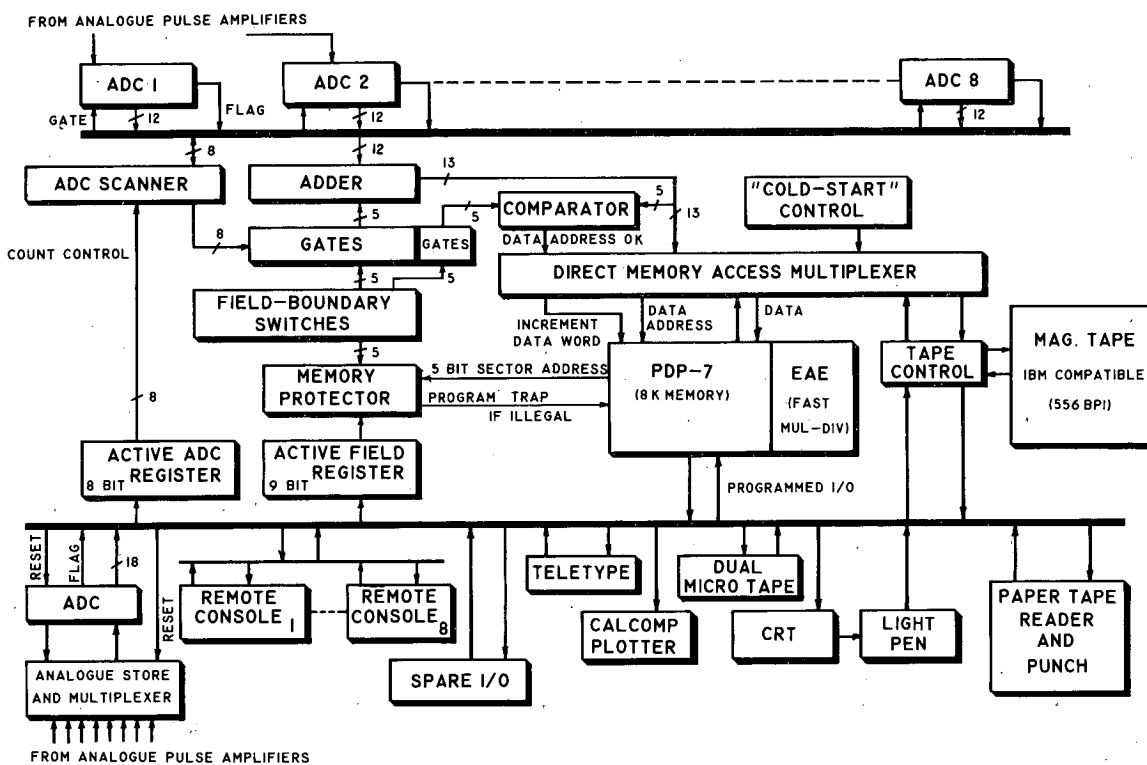 FROM ANALOGUE PULSE AMPLIFIERS
ADC 1
ADC 2
ADC 8
GATE
12
FLAG
12
12
8
12
13
ADC SCANNER
ADDER
5
13
"COLD-START"
CONTROL
5
5
COMPARATOR
COUNT CONTROL
8
GATES
GATES
DATA ADDRESS OK
5
5
DIRECT MEMORY ACCESS MULTIPLEXER
FIELD-BOUNDARY
SWITCHES
INCREMENT
DATA WORD
DATA
ADDRESS
DATA
5
MEMORY
PROTECTOR
5 BIT SECTOR ADDRESS
PROGRAM TRAP
IF ILLEGAL
PDP-7
(8K MEMORY)
EAE
(FAST
MUL-DIV)
TAPE
CONTROL
MAG. TAPE
IBM COMPATIBLE
(556 BPI)
8
ACTIVE ADC
REGISTER
8 BIT
ACTIVE FIELD
REGISTER
9 BIT
PROGRAMMED I/O
RESET
FLAG
18
RESET
ADC
REMOTE
CONSOLE 1
REMOTE
CONSOLE 8
TELETYPE
DUAL
MICRO TAPE
CALCOMP
PLOTTER
CRT
LIGHT
PEN
PAPER TAPE
READER
AND
PUNCH
SPARE I/O
ANALOGUE STORE
AND MULTIPLEXER
FROM ANALOGUE PULSE AMPLIFIERS